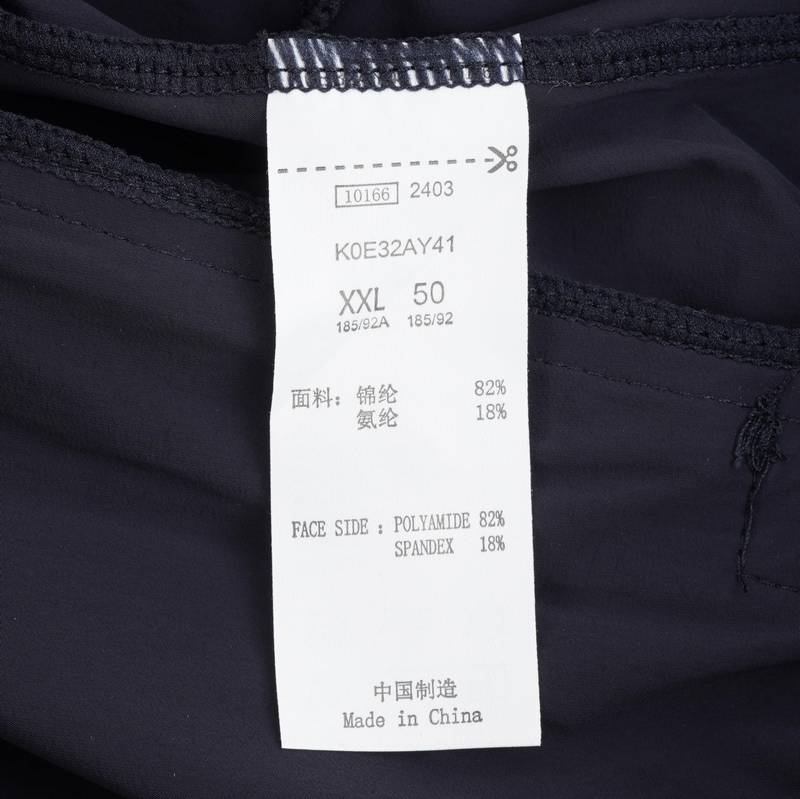 10166 2403
K0E32AY41
XXL 50
185/92A 185/92
面料：锦纶 82%
氨纶 18%
FACE SIDE : POLYAMIDE 82%
SPANDEX 18%
中国制造
Made in China